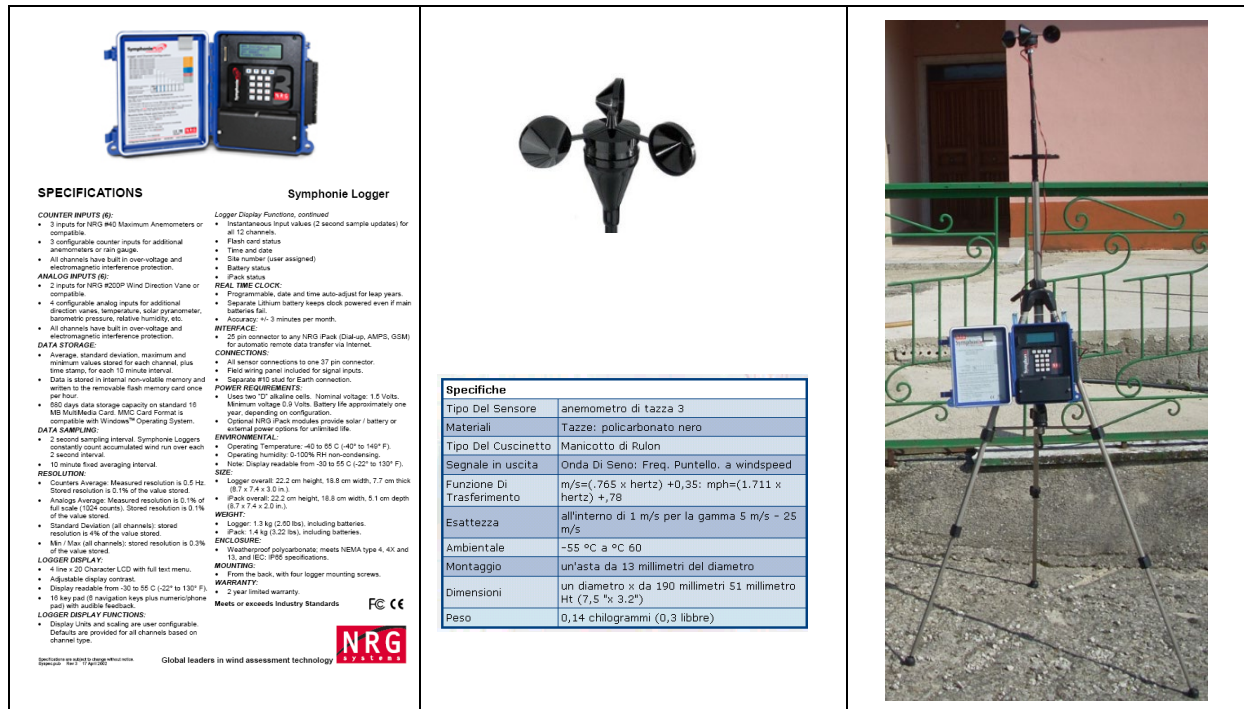 SPECIFICATIONS
Symphonie Logger
COUNTER INPUTS (6):
• 3 inputs for NRG #40 Maximum Anemometers or
compatible.
• 3 configurable counter inputs for additional
anemometers or rain gauge.
• All channels have built in over-voltage and
electromagnetic interference protection.
ANALOG INPUTS (6):
• 2 inputs for NRG #200P Wind Direction Vane or
compatible.
• 4 configurable analog inputs for additional
direction vanes, temperature, solar pyranometer,
barometric pressure, relative humidity, etc.
• All channels have built in over-voltage and
electromagnetic interference protection.
DATA STORAGE:
• Average, standard deviation, maximum and
minimum values stored for each channel, plus
time stamp, for each 10 minute interval.
• Data is stored in internal non-volatile memory and
written to the removable flash memory card once
per hour.
• 680 days data storage capacity on standard 16
MB MultiMedia Card. MMC Card Format is
compatible with Windows™ Operating System.
DATA SAMPLING:
• 2 second sampling interval. Symphonie Loggers
constantly count accumulated wind run over each
2 second interval.
• 10 minute fixed averaging interval.
RESOLUTION:
• Counters Average: Measured resolution is 0.5 Hz.
Stored resolution is 0.1% of the value stored.
• Analogs Average: Measured resolution is 0.1% of
full scale (1024 counts). Stored resolution is 0.1%
of the value stored.
• Standard Deviation (all channels): stored
resolution is 4% of the value stored.
• Min / Max (all channels): stored resolution is 0.3%
of the value stored.
LOGGER DISPLAY:
• 4 line x 20 Character LCD with full text menu.
• Adjustable display contrast.
• Display readable from -30 to 55 C (-22° to 130° F).
• 16 key pad (6 navigation keys plus numeric/phone
pad) with audible feedback.
LOGGER DISPLAY FUNCTIONS:
• Display Units and scaling are user configurable.
Defaults are provided for all channels based on
channel type.
Logger Display Functions, continued
• Instantaneous Input values (2 second sample updates) for
all 12 channels.
• Flash card status
• Time and date
• Site number (user assigned)
• Battery status
• iPack status
REAL TIME CLOCK:
• Programmable, date and time auto-adjust for leap years.
• Separate Lithium battery keeps clock powered even if main
batteries fail.
• Accuracy: +/- 3 minutes per month.
INTERFACE:
• 25 pin connector to any NRG iPack (Dial-up, AMPS, GSM)
for automatic remote data transfer via Internet.
CONNECTIONS:
• All sensor connections to one 37 pin connector.
• Field wiring panel included for signal inputs.
• Separate #10 stud for Earth connection.
POWER REQUIREMENTS:
• Uses two "D" alkaline cells. Nominal voltage: 1.5 Volts.
Minimum voltage 0.9 Volts. Battery life approximately one
year, depending on configuration.
• Optional NRG iPack modules provide solar / battery or
external power options for unlimited life.
ENVIRONMENTAL:
• Operating Temperature: -40 to 65 C (-40° to 149° F).
• Operating humidity: 0-100% RH non-condensing.
• Note: Display readable from -30 to 55 C (-22° to 130° F).
SIZE:
• Logger overall: 22.2 cm height, 18.8 cm width, 7.7 cm thick
(8.7 x 7.4 x 3.0 in.).
• iPack overall: 22.2 cm height, 18.8 cm width, 5.1 cm depth
(8.7 x 7.4 x 2.0 in.).
WEIGHT:
• Logger: 1.3 kg (2.60 lbs), including batteries.
• iPack: 1.4 kg (3.22 lbs), including batteries.
ENCLOSURE:
• Weatherproof polycarbonate; meets NEMA type 4, 4X and
13, and IEC: IP65 specifications.
MOUNTING:
• From the back, with four logger mounting screws.
WARRANTY:
• 2 year limited warranty.
Meets or exceeds Industry Standards
FC CE
Specifications are subject to change without notice.
Rev 3 17 April 2002
Global leaders in wind assessment technology
NRG
systems
Specifiche
Tipo Del Sensore anemometro di tazza 3
Materiali Tazze: policarbonato nero
Tipo Del Cuscinetto Manicotto di Rulon
Segnale in uscita Onda Di Seno: Freq. Puntello. a windspeed
Funzione Di
Trasferimento m/s=(.765 x hertz) +0,35: mph=(1.711 x
hertz) +,78
Esattezza all'interno di 1 m/s per la gamma 5 m/s - 25
m/s
Ambientale -55 °C a °C 60
Montaggio un'asta da 13 millimetri del diametro
Dimensioni un diametro x da 190 millimetri 51 millimetro
Ht (7,5 "x 3.2")
Peso 0,14 chilogrammi (0,3 libbre)